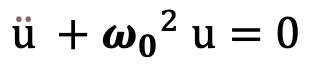 ü + ω₀² u = 0